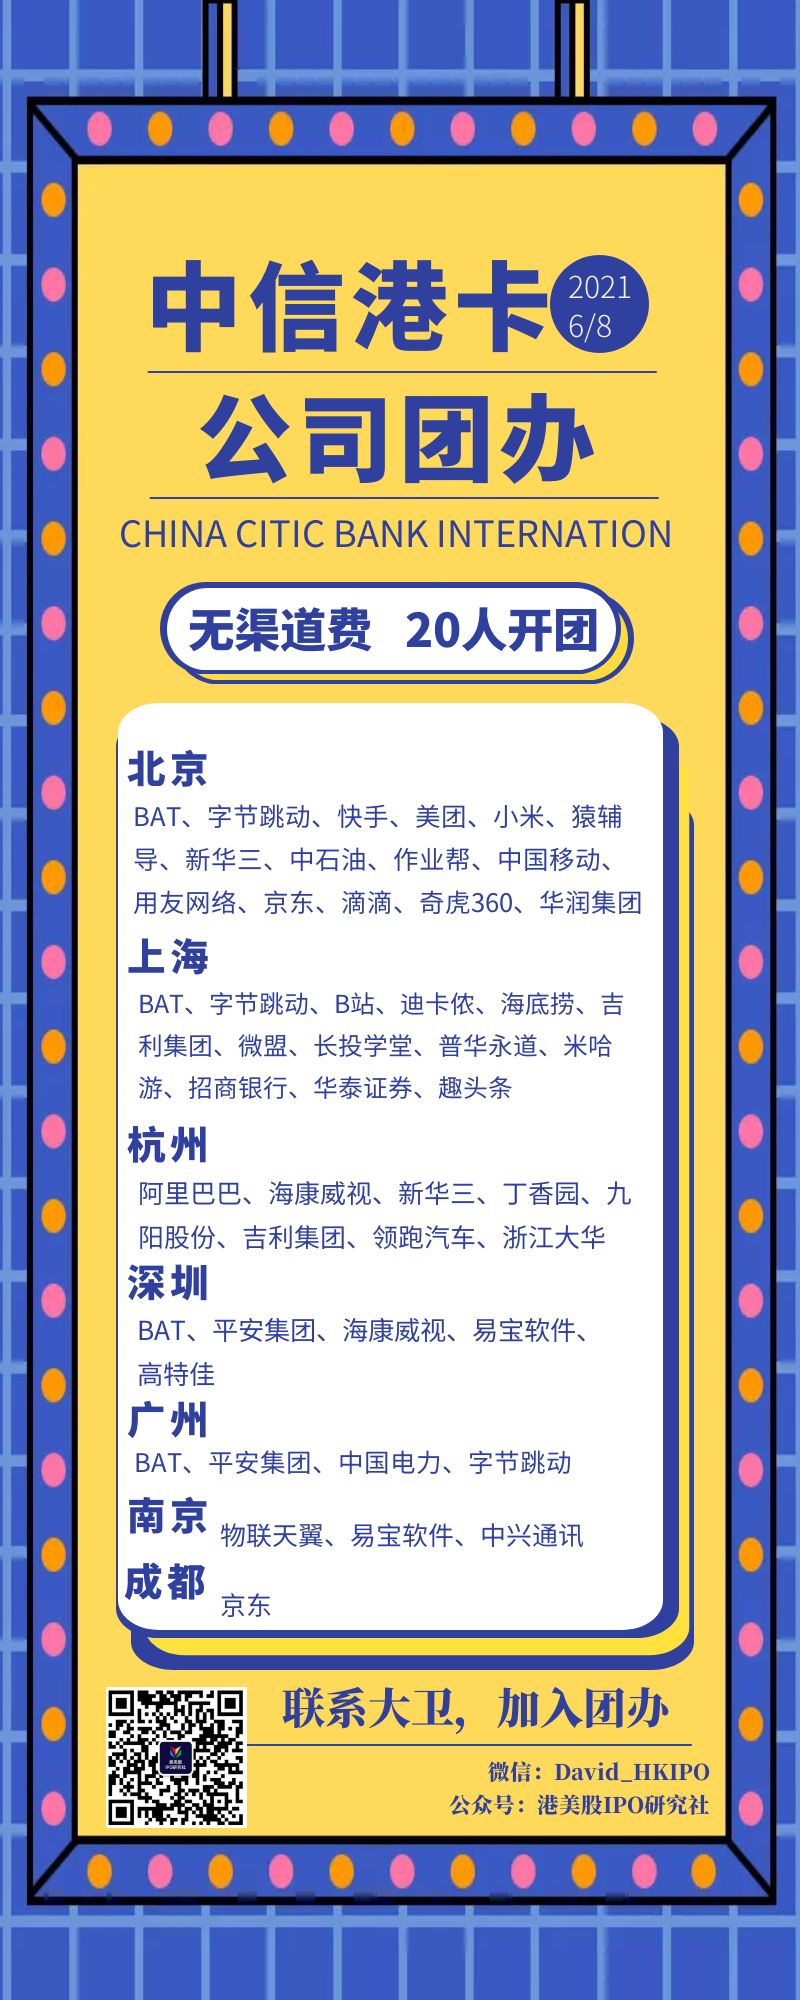 中信港卡
2021
6/8
公司团办
CHINA CITIC BANK INTERNATION
无渠道费 20人开团
北京
BAT、字节跳动、快手、美团、小米、猿辅
导、新华三、中石油、作业帮、中国移动、
用友网络、京东、滴滴、奇虎360、华润集团
上海
BAT、字节跳动、B站、迪卡侬、海底捞、吉
利集团、微盟、长投学堂、普华永道、米哈
游、招商银行、华泰证券、趣头条
杭州
阿里巴巴、海康威视、新华三、丁香园、九
阳股份、吉利集团、领跑汽车、浙江大华
深圳
BAT、平安集团、海康威视、易宝软件、
高特佳
广州
BAT、平安集团、中国电力、字节跳动
南京
物联天翼、易宝软件、中兴通讯
成都
京东
联系大卫，加入团办
微信：David_HKIPO
公众号：港美股IPO研究社
港美股
IPO研究社